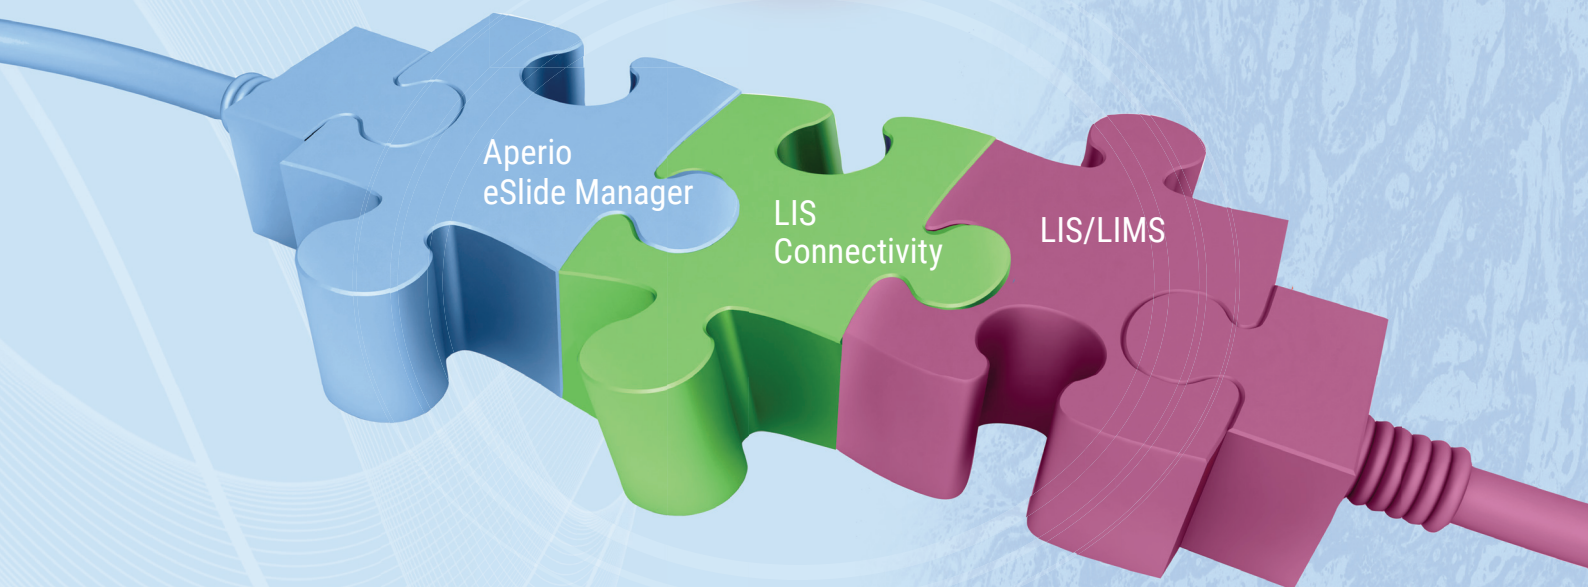 Aperio
eSlide Manager
LIS
Connectivity
LIS/LIMS